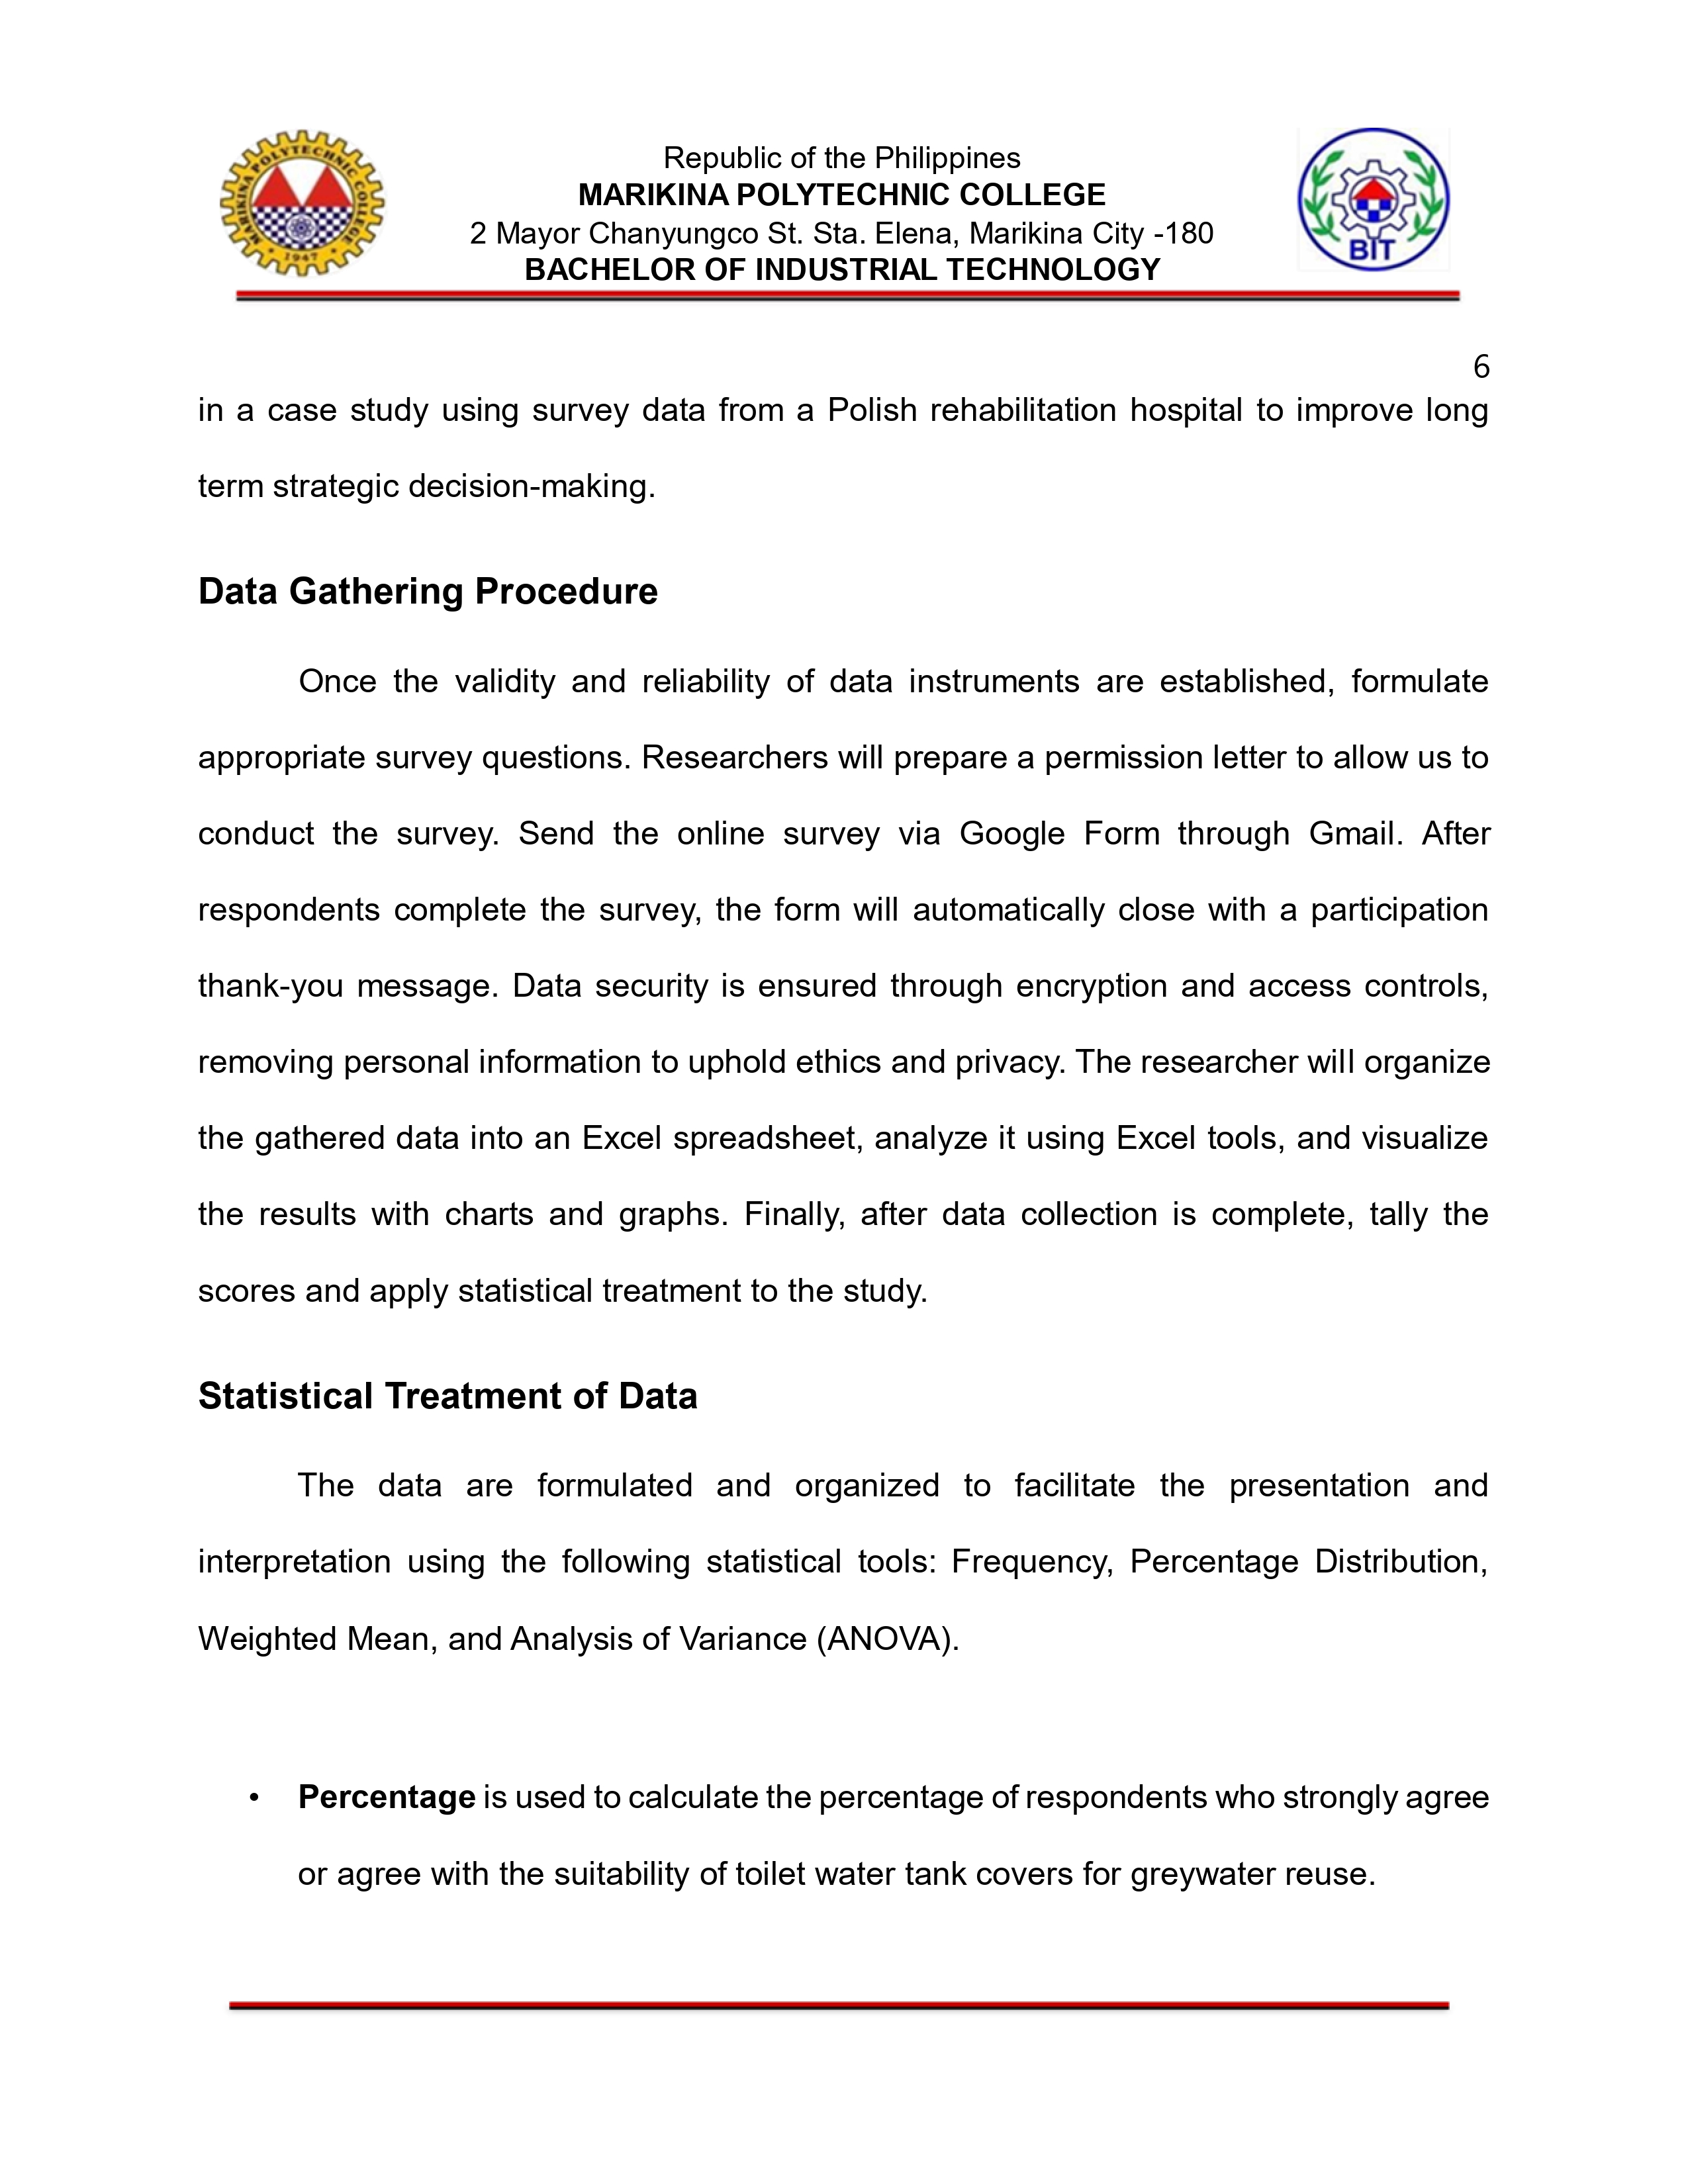 Republic of the Philippines
MARIKINA POLYTECHNIC COLLEGE
2 Mayor Chanyungco St. Sta. Elena, Marikina City -180
BACHELOR OF INDUSTRIAL TECHNOLOGY
MARIKINA POLYTECHNIC COLLEGE
1947
BIT
6
in a case study using survey data from a Polish rehabilitation hospital to improve long
term strategic decision-making.
Data Gathering Procedure
Once the validity and reliability of data instruments are established, formulate
appropriate survey questions. Researchers will prepare a permission letter to allow us to
conduct the survey. Send the online survey via Google Form through Gmail. After
respondents complete the survey, the form will automatically close with a participation
thank-you message. Data security is ensured through encryption and access controls,
removing personal information to uphold ethics and privacy. The researcher will organize
the gathered data into an Excel spreadsheet, analyze it using Excel tools, and visualize
the results with charts and graphs. Finally, after data collection is complete, tally the
scores and apply statistical treatment to the study.
Statistical Treatment of Data
The data are formulated and organized to facilitate the presentation and
interpretation using the following statistical tools: Frequency, Percentage Distribution,
Weighted Mean, and Analysis of Variance (ANOVA).
• Percentage is used to calculate the percentage of respondents who strongly agree
or agree with the suitability of toilet water tank covers for greywater reuse.